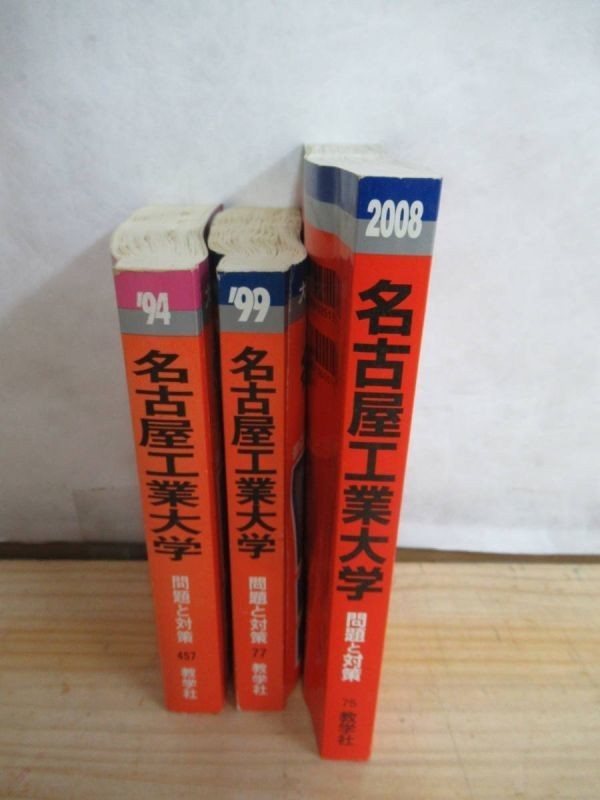 '94
名古屋工業大学
問題と対策
457
教学社
'99
名古屋工業大学
問題と対策
77
教学社
2008
名古屋工業大学
問題と対策
75
教学社